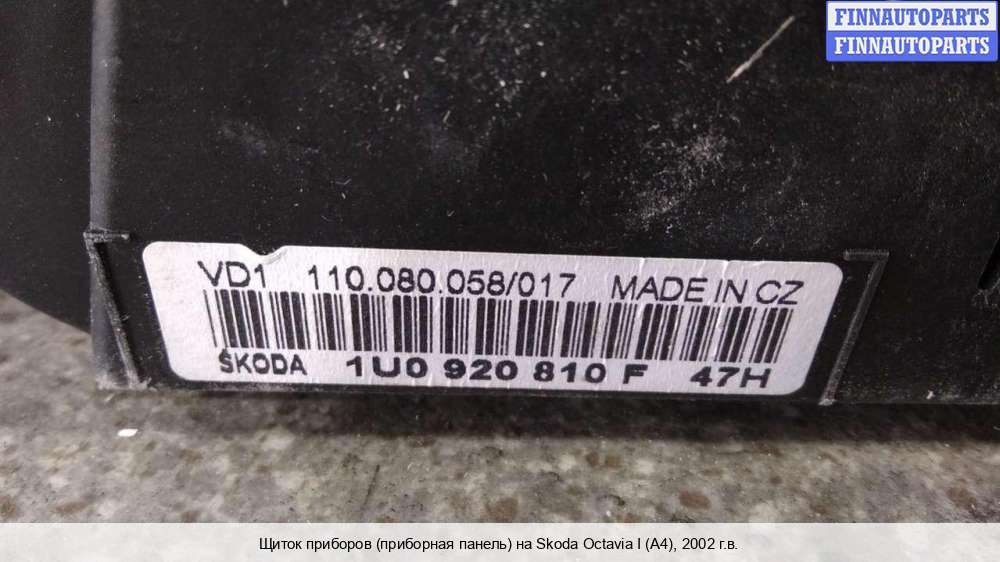 FINNAUTOPARTS
FINNAUTOPARTS
VD1 110.080.058/017 MADE IN CZ
ŠKODA 1U0 920 810 F 47H
Щиток приборов (приборная панель) на Skoda Octavia I (A4), 2002 г.в.